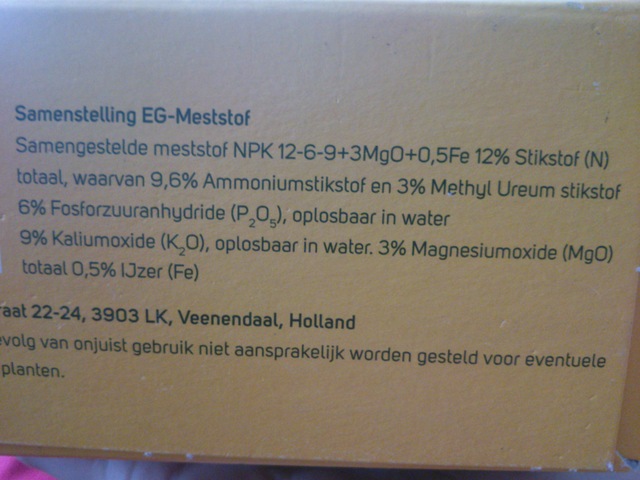 Samenstelling EG-Meststof
Samengestelde meststof NPK 12-6-9+3MgO+0,5Fe 12% Stikstof (N)
totaal, waarvan 9,6% Ammoniumstikstof en 3% Methyl Ureum stikstof
6% Fosforzuuranhydride (P₂O₅), oplosbaar in water
9% Kaliumoxide (K₂O), oplosbaar in water. 3% Magnesiumoxide (MgO)
totaal 0,5% IJzer (Fe)
raat 22-24, 3903 LK, Veenendaal, Holland
evolg van onjuist gebruik niet aansprakelijk worden gesteld voor eventuele
planten.